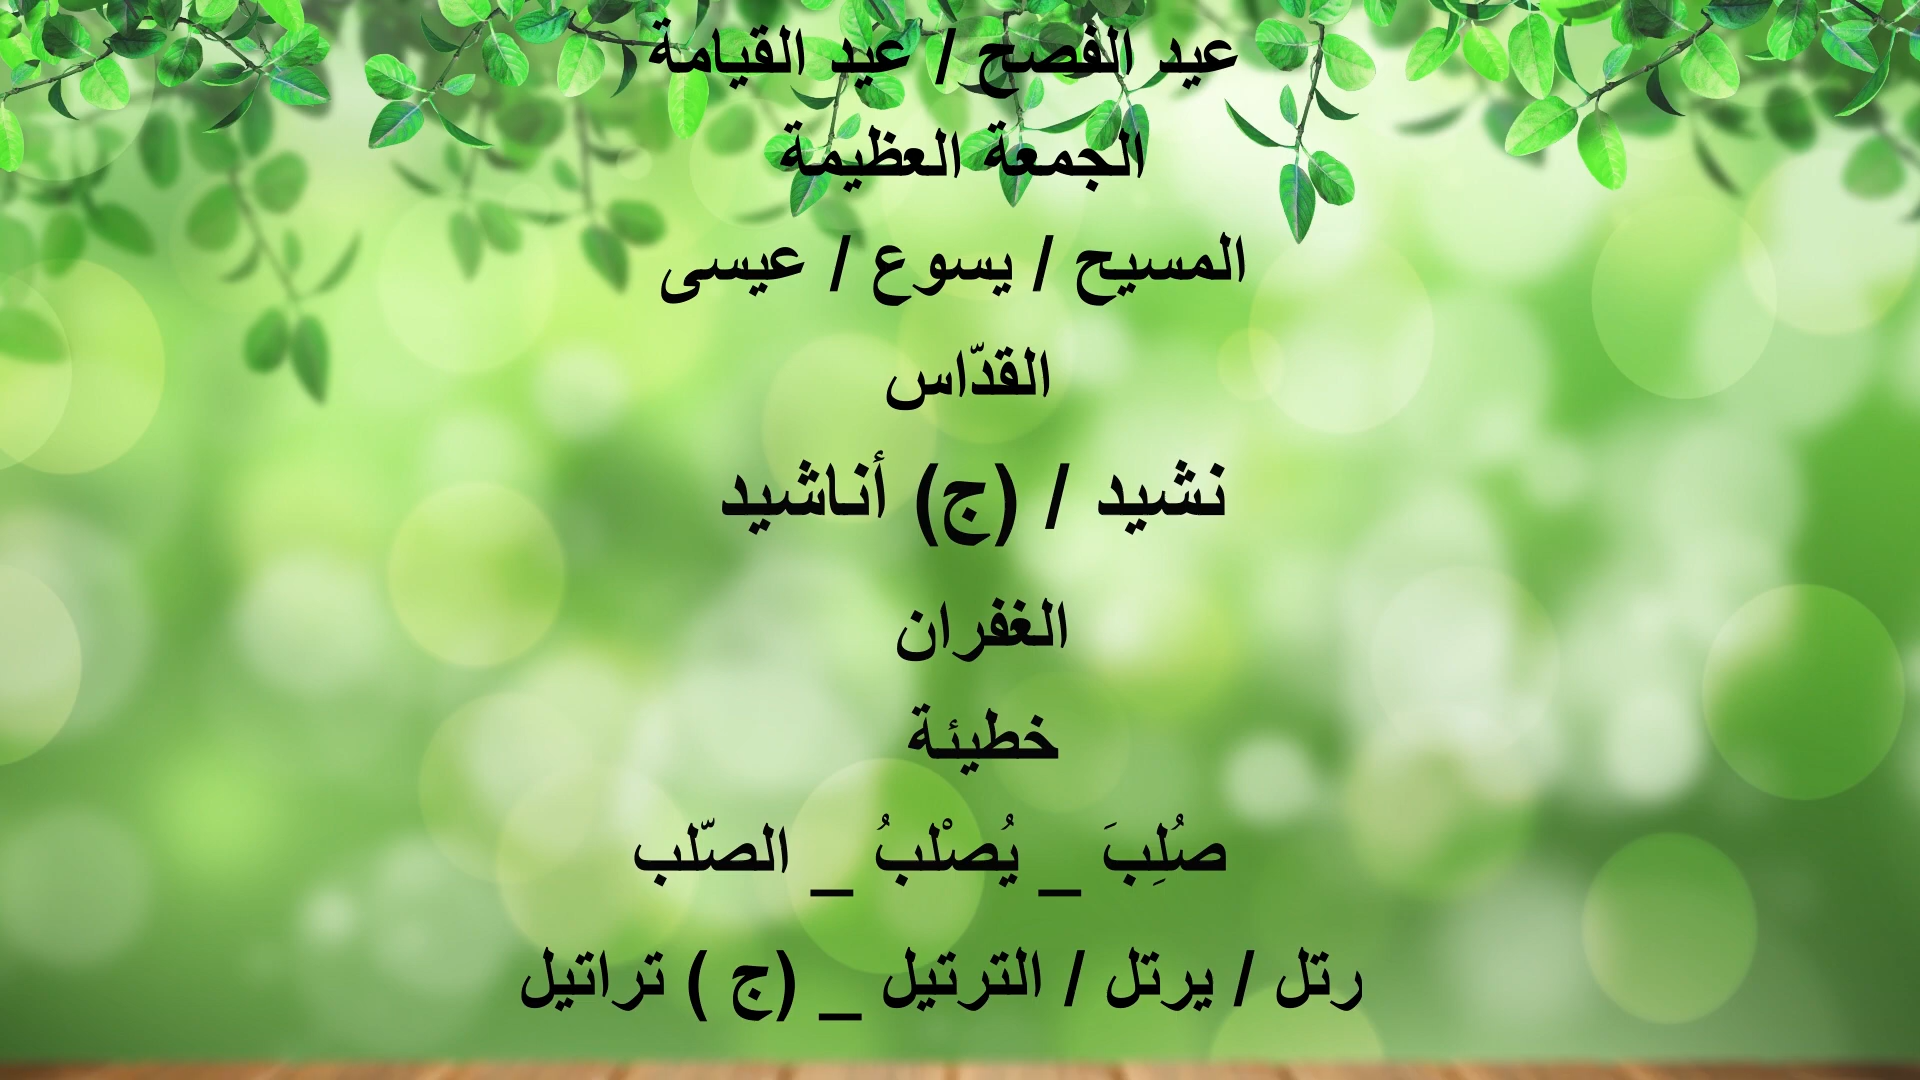 عيد الفصح / عيد القيامة
الجمعة العظيمة
المسيح / يسوع / عيسى
القدّاس
نشيد / (ج) أناشيد
الغفران
خطيئة
صُلِبَ _ يُصْلبُ _ الصّلب
رتل / يرتل / الترتيل _ (ج ) تراتيل